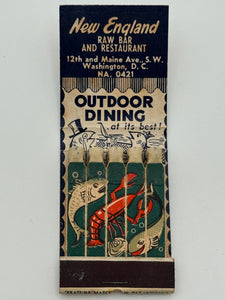 New England
RAW BAR
AND RESTAURANT
12th and Maine Ave., S. W.
Washington, D. C.
NA. 0421
OUTDOOR
DINING
at its best!